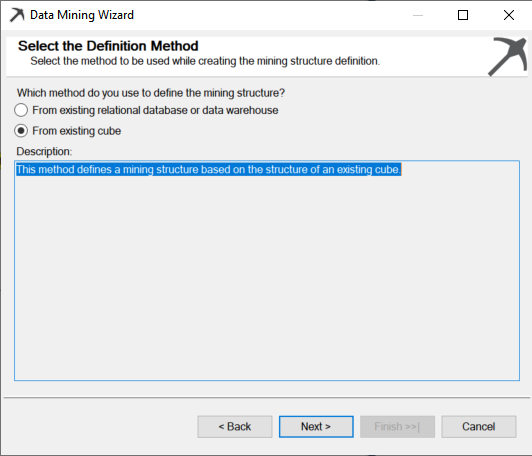 Data Mining Wizard
Select the Definition Method
Select the method to be used while creating the mining structure definition.
Which method do you use to define the mining structure?
From existing relational database or data warehouse
From existing cube
Description:
This method defines a mining structure based on the structure of an existing cube.
< Back Next > Finish >>| Cancel